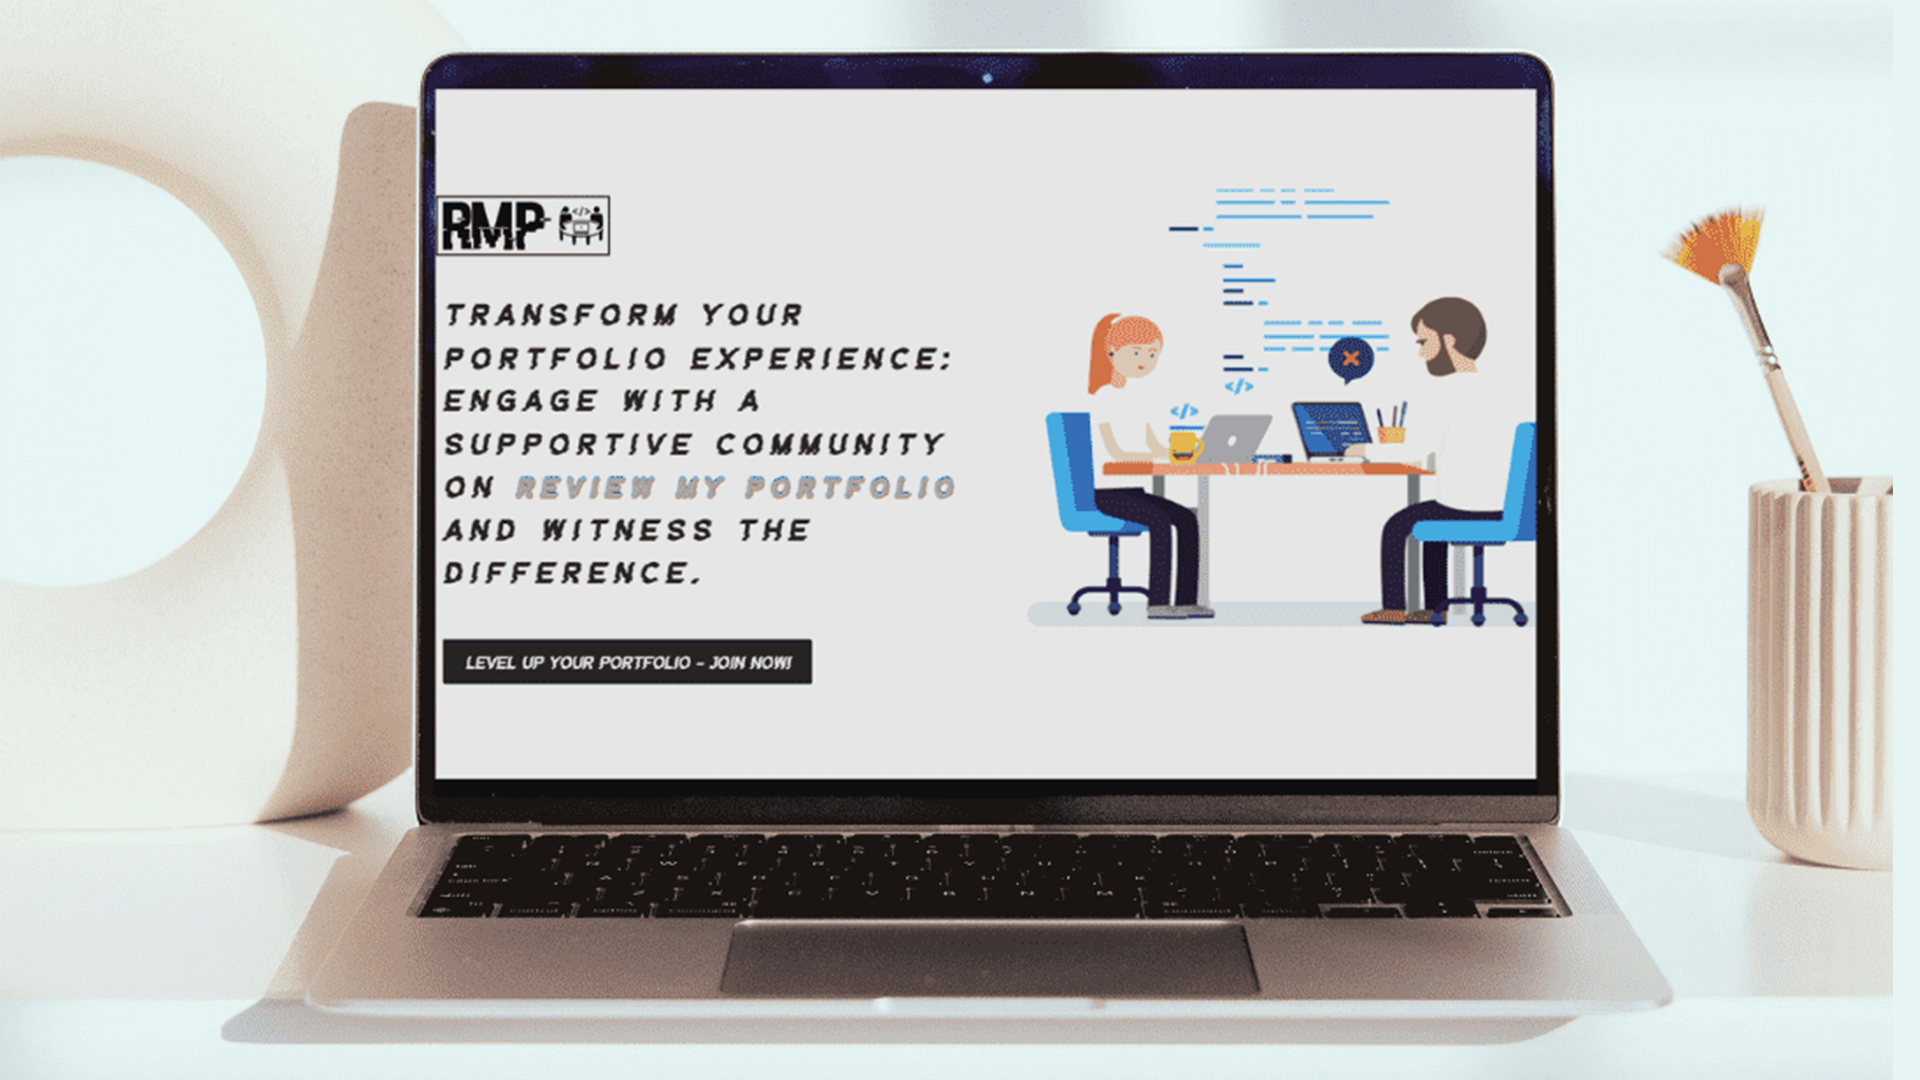 RMP
TRANSFORM YOUR
PORTFOLIO EXPERIENCE:
ENGAGE WITH A
SUPPORTIVE COMMUNITY
ON REVIEW MY PORTFOLIO
AND WITNESS THE
DIFFERENCE.
LEVEL UP YOUR PORTFOLIO - JOIN NOW!